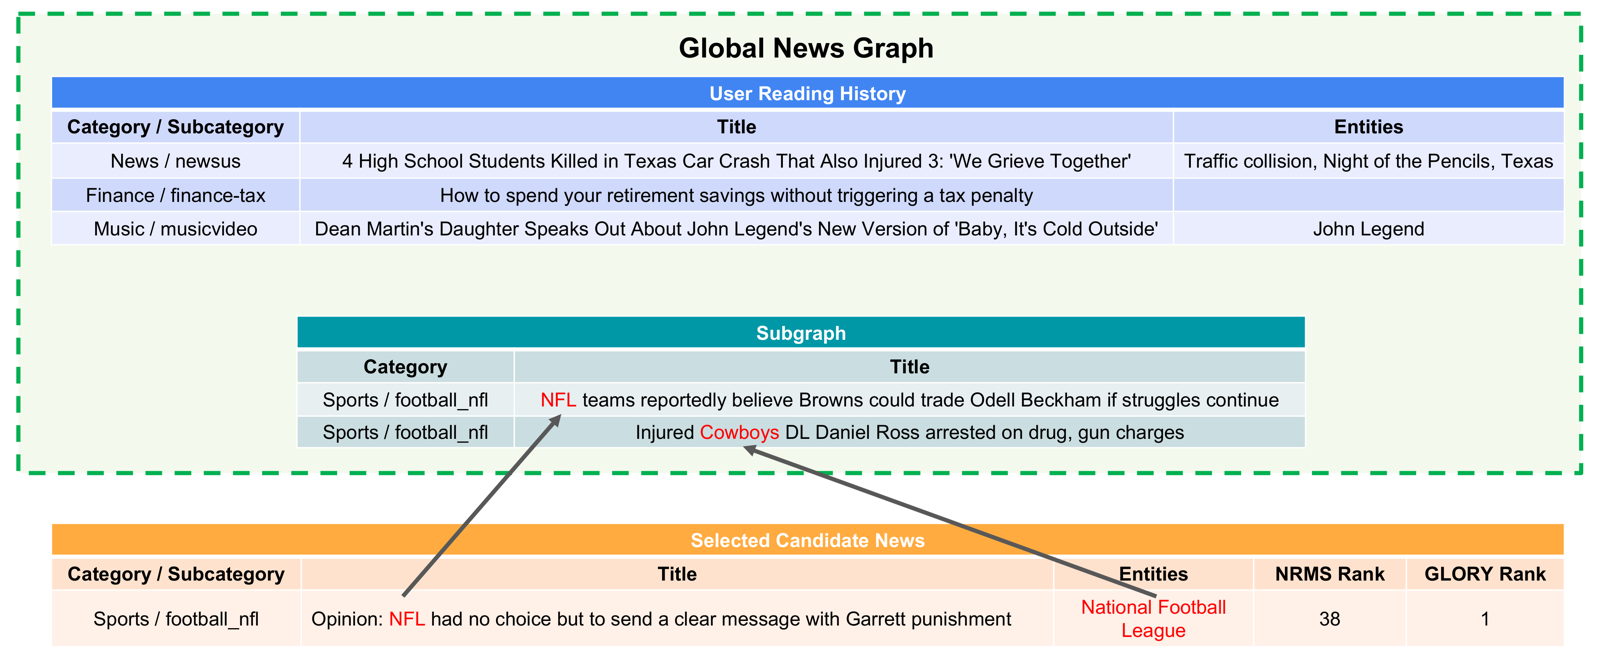 Global News Graph
User Reading History
Category / Subcategory Title Entities
News / newsus 4 High School Students Killed in Texas Car Crash That Also Injured 3: 'We Grieve Together' Traffic collision, Night of the Pencils, Texas
Finance / finance-tax How to spend your retirement savings without triggering a tax penalty
Music / musicvideo Dean Martin's Daughter Speaks Out About John Legend's New Version of 'Baby, It's Cold Outside' John Legend
Subgraph
Category Title
Sports / football_nfl NFL teams reportedly believe Browns could trade Odell Beckham if struggles continue
Sports / football_nfl Injured Cowboys DL Daniel Ross arrested on drug, gun charges
Selected Candidate News
Category / Subcategory Title Entities NRMS Rank GLORY Rank
Sports / football_nfl Opinion: NFL had no choice but to send a clear message with Garrett punishment National Football League 38 1